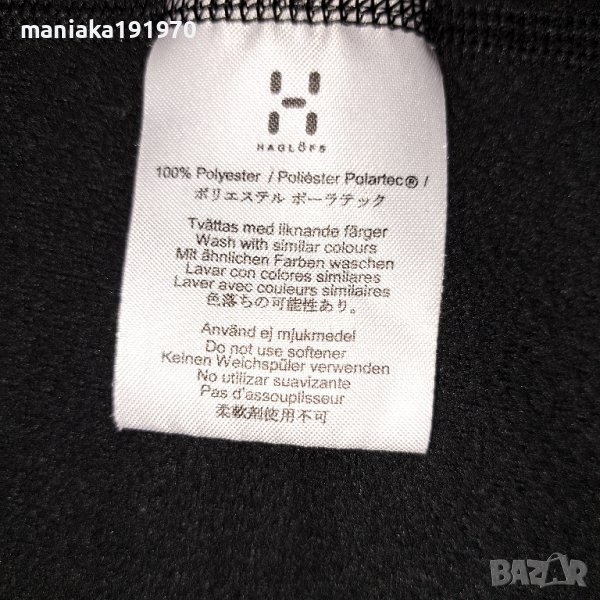 maniaka191970
HAGLÖFS
100% Polyester / Poliéster Polartec® /
ポリエステル ポーラテック
Tvättas med liknande färger
Wash with similar colours
Mit ähnlichen Farben waschen
Lavar con colores similares
Laver avec couleurs similaires
色落ちの可能性あり。
Använd ej mjukmedel
Do not use softener
Keinen Weichspüler verwenden
No utilizar suavizante
Pas d'assouplisseur
柔軟剤使用不可
BAZAR